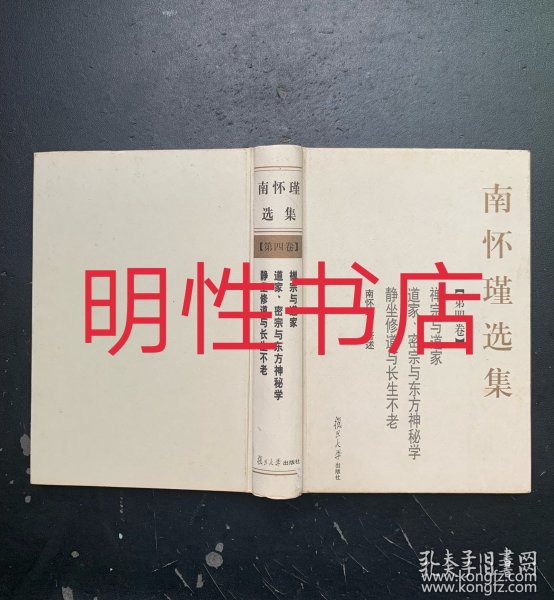 南怀瑾
选集
【第四卷】
禅宗与道家
道家、密宗与东方神秘学
静坐修道与长生不老
复旦大学出版社
南怀瑾选集
【第四卷】
禅宗与道家
道家、密宗与东方神秘学
静坐修道与长生不老
南怀
述
复旦大学出版社
明性书店
孔夫子旧書网
www.kongfz.com